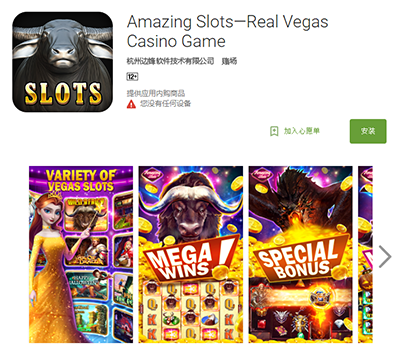 Amazing Slots—Real Vegas
Casino Game
杭州边锋软件技术有限公司 赌场
12+
提供应用内购商品
您没有任何设备
加入心愿单
安装
SLOTS
VARIETY OF
VEGAS SLOTS
MEGA
WINS!
SPECIAL
BONUS